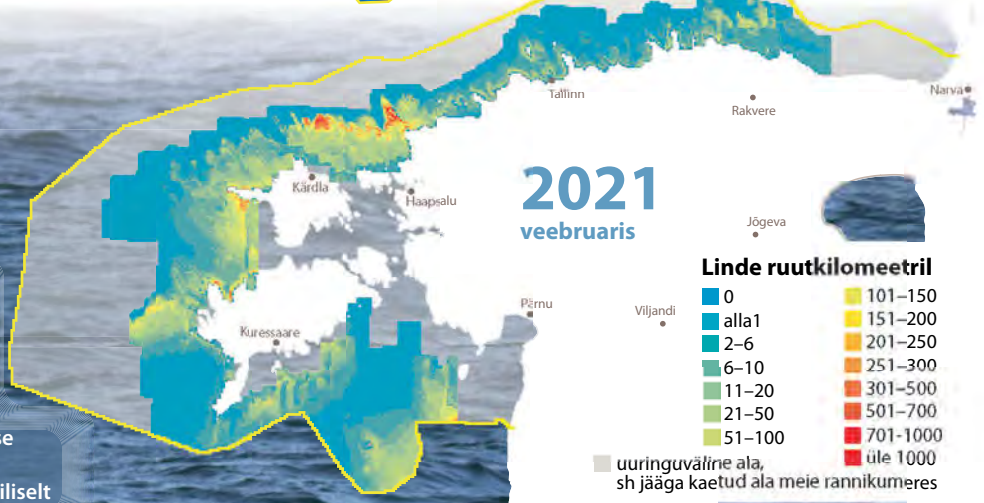 Tallinn
Narva
Rakvere
Kärdla
Haapsalu
2021
veebruaris
Jõgeva
Linde ruutkilomeetril
0
alla1
2–6
6–10
11–20
21–50
51–100
101–150
151–200
201–250
251–300
301–500
501–700
701-1000
üle 1000
Pärnu
Viljandi
Kuressaare
uuringuväline ala,
sh jääga kaetud ala meie rannikumeres
se
iliselt